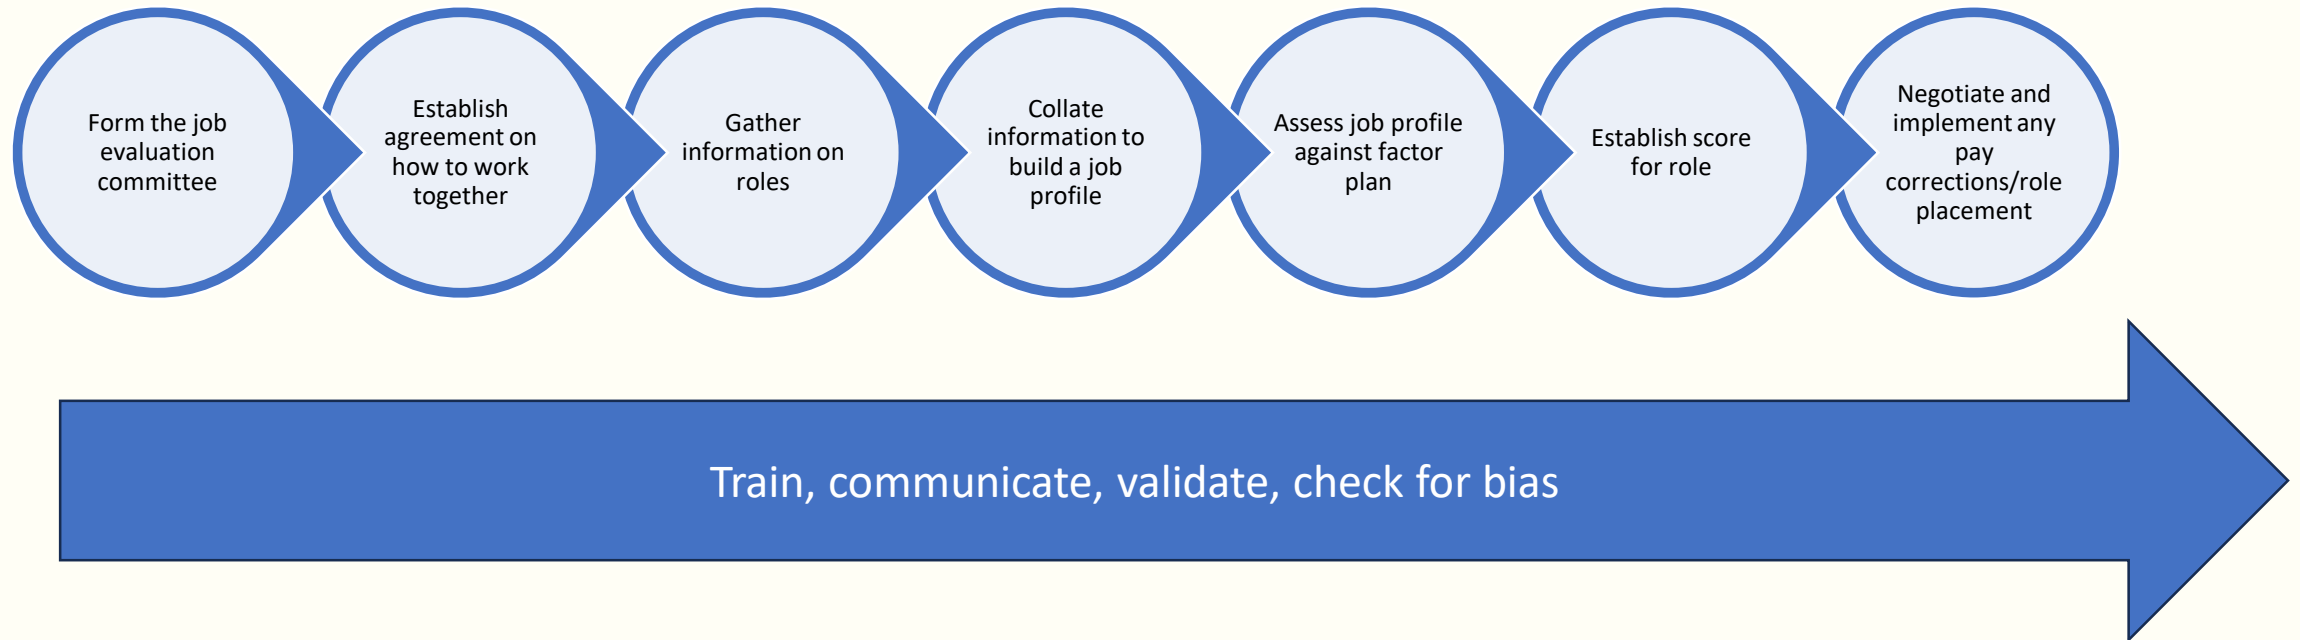 Form the job
evaluation
committee
Establish
agreement on
how to work
together
Gather
information on
roles
Collate
information to
build a job
profile
Assess job profile
against factor
plan
Establish score
for role
Negotiate and
implement any
pay
corrections/role
placement
Train, communicate, validate, check for bias